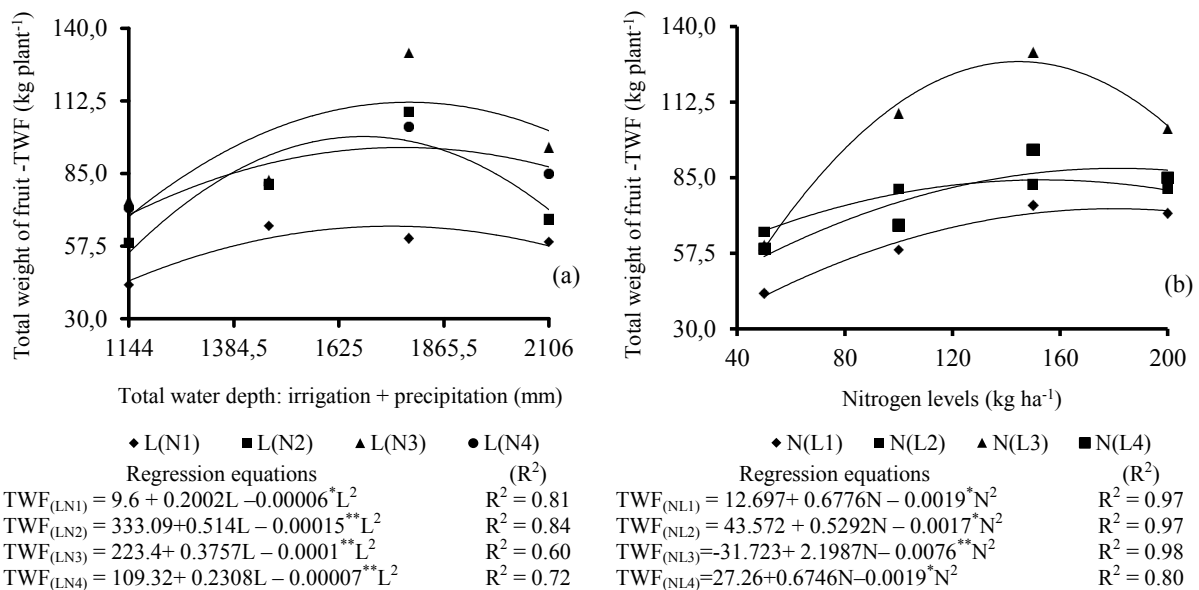 Total weight of fruit -TWF (kg plant⁻¹)
140,0
112,5
85,0
57,5
30,0
1144 1384,5 1625 1865,5 2106
(a)
Total water depth: irrigation + precipitation (mm)
◆ L(N1) ■ L(N2) ▲ L(N3) ● L(N4)
Regression equations (R²)
TWF(LN1) = 9.6 + 0.2002L –0.00006*L² R² = 0.81
TWF(LN2) = 333.09+0.514L – 0.00015**L² R² = 0.84
TWF(LN3) = 223.4+ 0.3757L – 0.0001**L² R² = 0.60
TWF(LN4) = 109.32+ 0.2308L – 0.00007**L² R² = 0.72
Total weight of fruit -TWF (kg plant⁻¹)
140,0
112,5
85,0
57,5
30,0
40 80 120 160 200
(b)
Nitrogen levels (kg ha⁻¹)
◆ N(L1) ■ N(L2) ▲ N(L3) ■ N(L4)
Regression equations (R²)
TWF(NL1) = 12.697+ 0.6776N – 0.0019*N² R² = 0.97
TWF(NL2) = 43.572 + 0.5292N – 0.0017*N² R² = 0.97
TWF(NL3)=-31.723+ 2.1987N– 0.0076**N² R² = 0.98
TWF(NL4)=27.26+0.6746N–0.0019*N² R² = 0.80